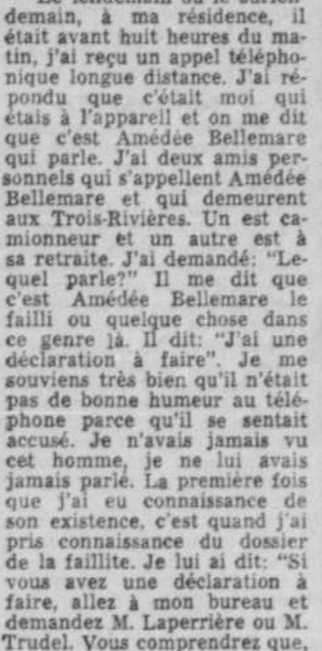 Le lendemain ou le surlen-
demain, à ma résidence, il
était avant huit heures du ma-
tin, j'ai reçu un appel télépho-
nique longue distance. J'ai ré-
pondu que c'était moi qui
étais à l'appareil et on me dit
que c'est Amédée Bellemare
qui parle. J'ai deux amis per-
sonnels qui s'appellent Amédée
Bellemare et qui demeurent
aux Trois-Rivières. Un est ca-
mionneur et un autre est à
sa retraite. J'ai demandé: "Le-
quel parle?" Il me dit que
c'est Amédée Bellemare le
failli ou quelque chose dans
ce genre là. Il dit: "J'ai une
déclaration à faire". Je me
souviens très bien qu'il n'était
pas de bonne humeur au télé-
phone parce qu'il se sentait
accusé. Je n'avais jamais vu
cet homme, je ne lui avais
jamais parlé. La première fois
que j'ai eu connaissance de
son existence, c'est quand j'ai
pris connaissance du dossier
de la faillite. Je lui ai dit: "Si
vous avez une déclaration à
faire, allez à mon bureau et
demandez M. Laperrière ou M.
Trudel. Vous comprendrez que,